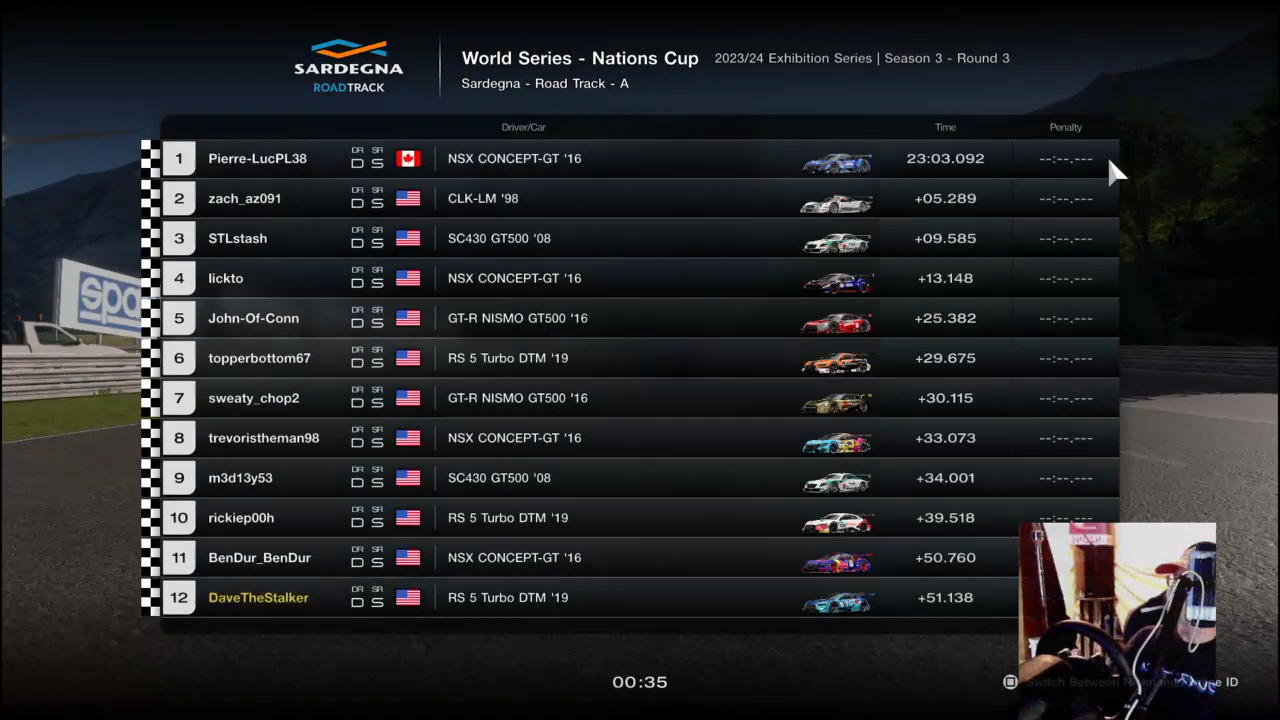 SARDEGNA
ROADTRACK
World Series - Nations Cup 2023/24 Exhibition Series | Season 3 - Round 3
Sardegna - Road Track - A
Driver/Car Time Penalty
1 Pierre-LucPL38 DR D SR S NSX CONCEPT-GT '16 23:03.092 --:--.---
2 zach_az091 DR D SR S CLK-LM '98 +05.289 --:--.---
3 STLstash DR D SR S SC430 GT500 '08 +09.585 --:--.---
4 lickto DR D SR S NSX CONCEPT-GT '16 +13.148 --:--.---
5 John-Of-Conn DR D SR S GT-R NISMO GT500 '16 +25.382 --:--.---
6 topperbottom67 DR D SR S RS 5 Turbo DTM '19 +29.675 --:--.---
7 sweaty_chop2 DR D SR S GT-R NISMO GT500 '16 +30.115 --:--.---
8 trevoristheman98 DR D SR S NSX CONCEPT-GT '16 +33.073 --:--.---
9 m3d13y53 DR D SR S SC430 GT500 '08 +34.001 --:--.---
10 rickiep00h DR D SR S RS 5 Turbo DTM '19 +39.518 --:--.---
11 BenDur_BenDur DR D SR S NSX CONCEPT-GT '16 +50.760
12 DaveTheStalker DR D SR S RS 5 Turbo DTM '19 +51.138
spa
00:35
Switch Between ID